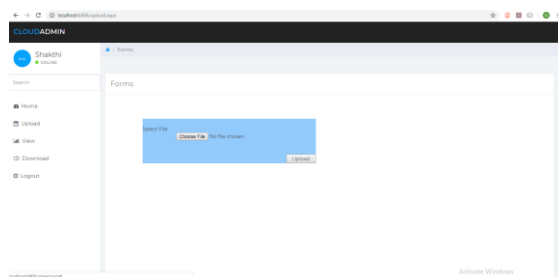 CLOUDADMIN
Shakthi
ONLINE
Search
Home
Upload
View
Download
Logout
Forms
Forms
Select File
Choose File No file chosen
Upload
Activate Windows